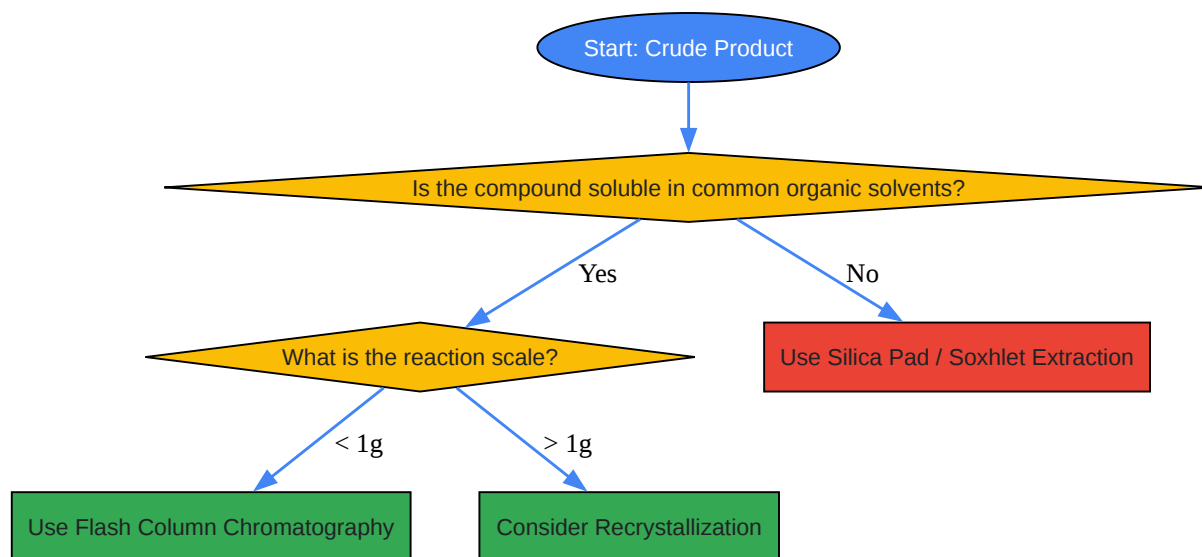 Start: Crude Product
Is the compound soluble in common organic solvents?
Yes
No
What is the reaction scale?
Use Silica Pad / Soxhlet Extraction
< 1g
> 1g
Use Flash Column Chromatography
Consider Recrystallization